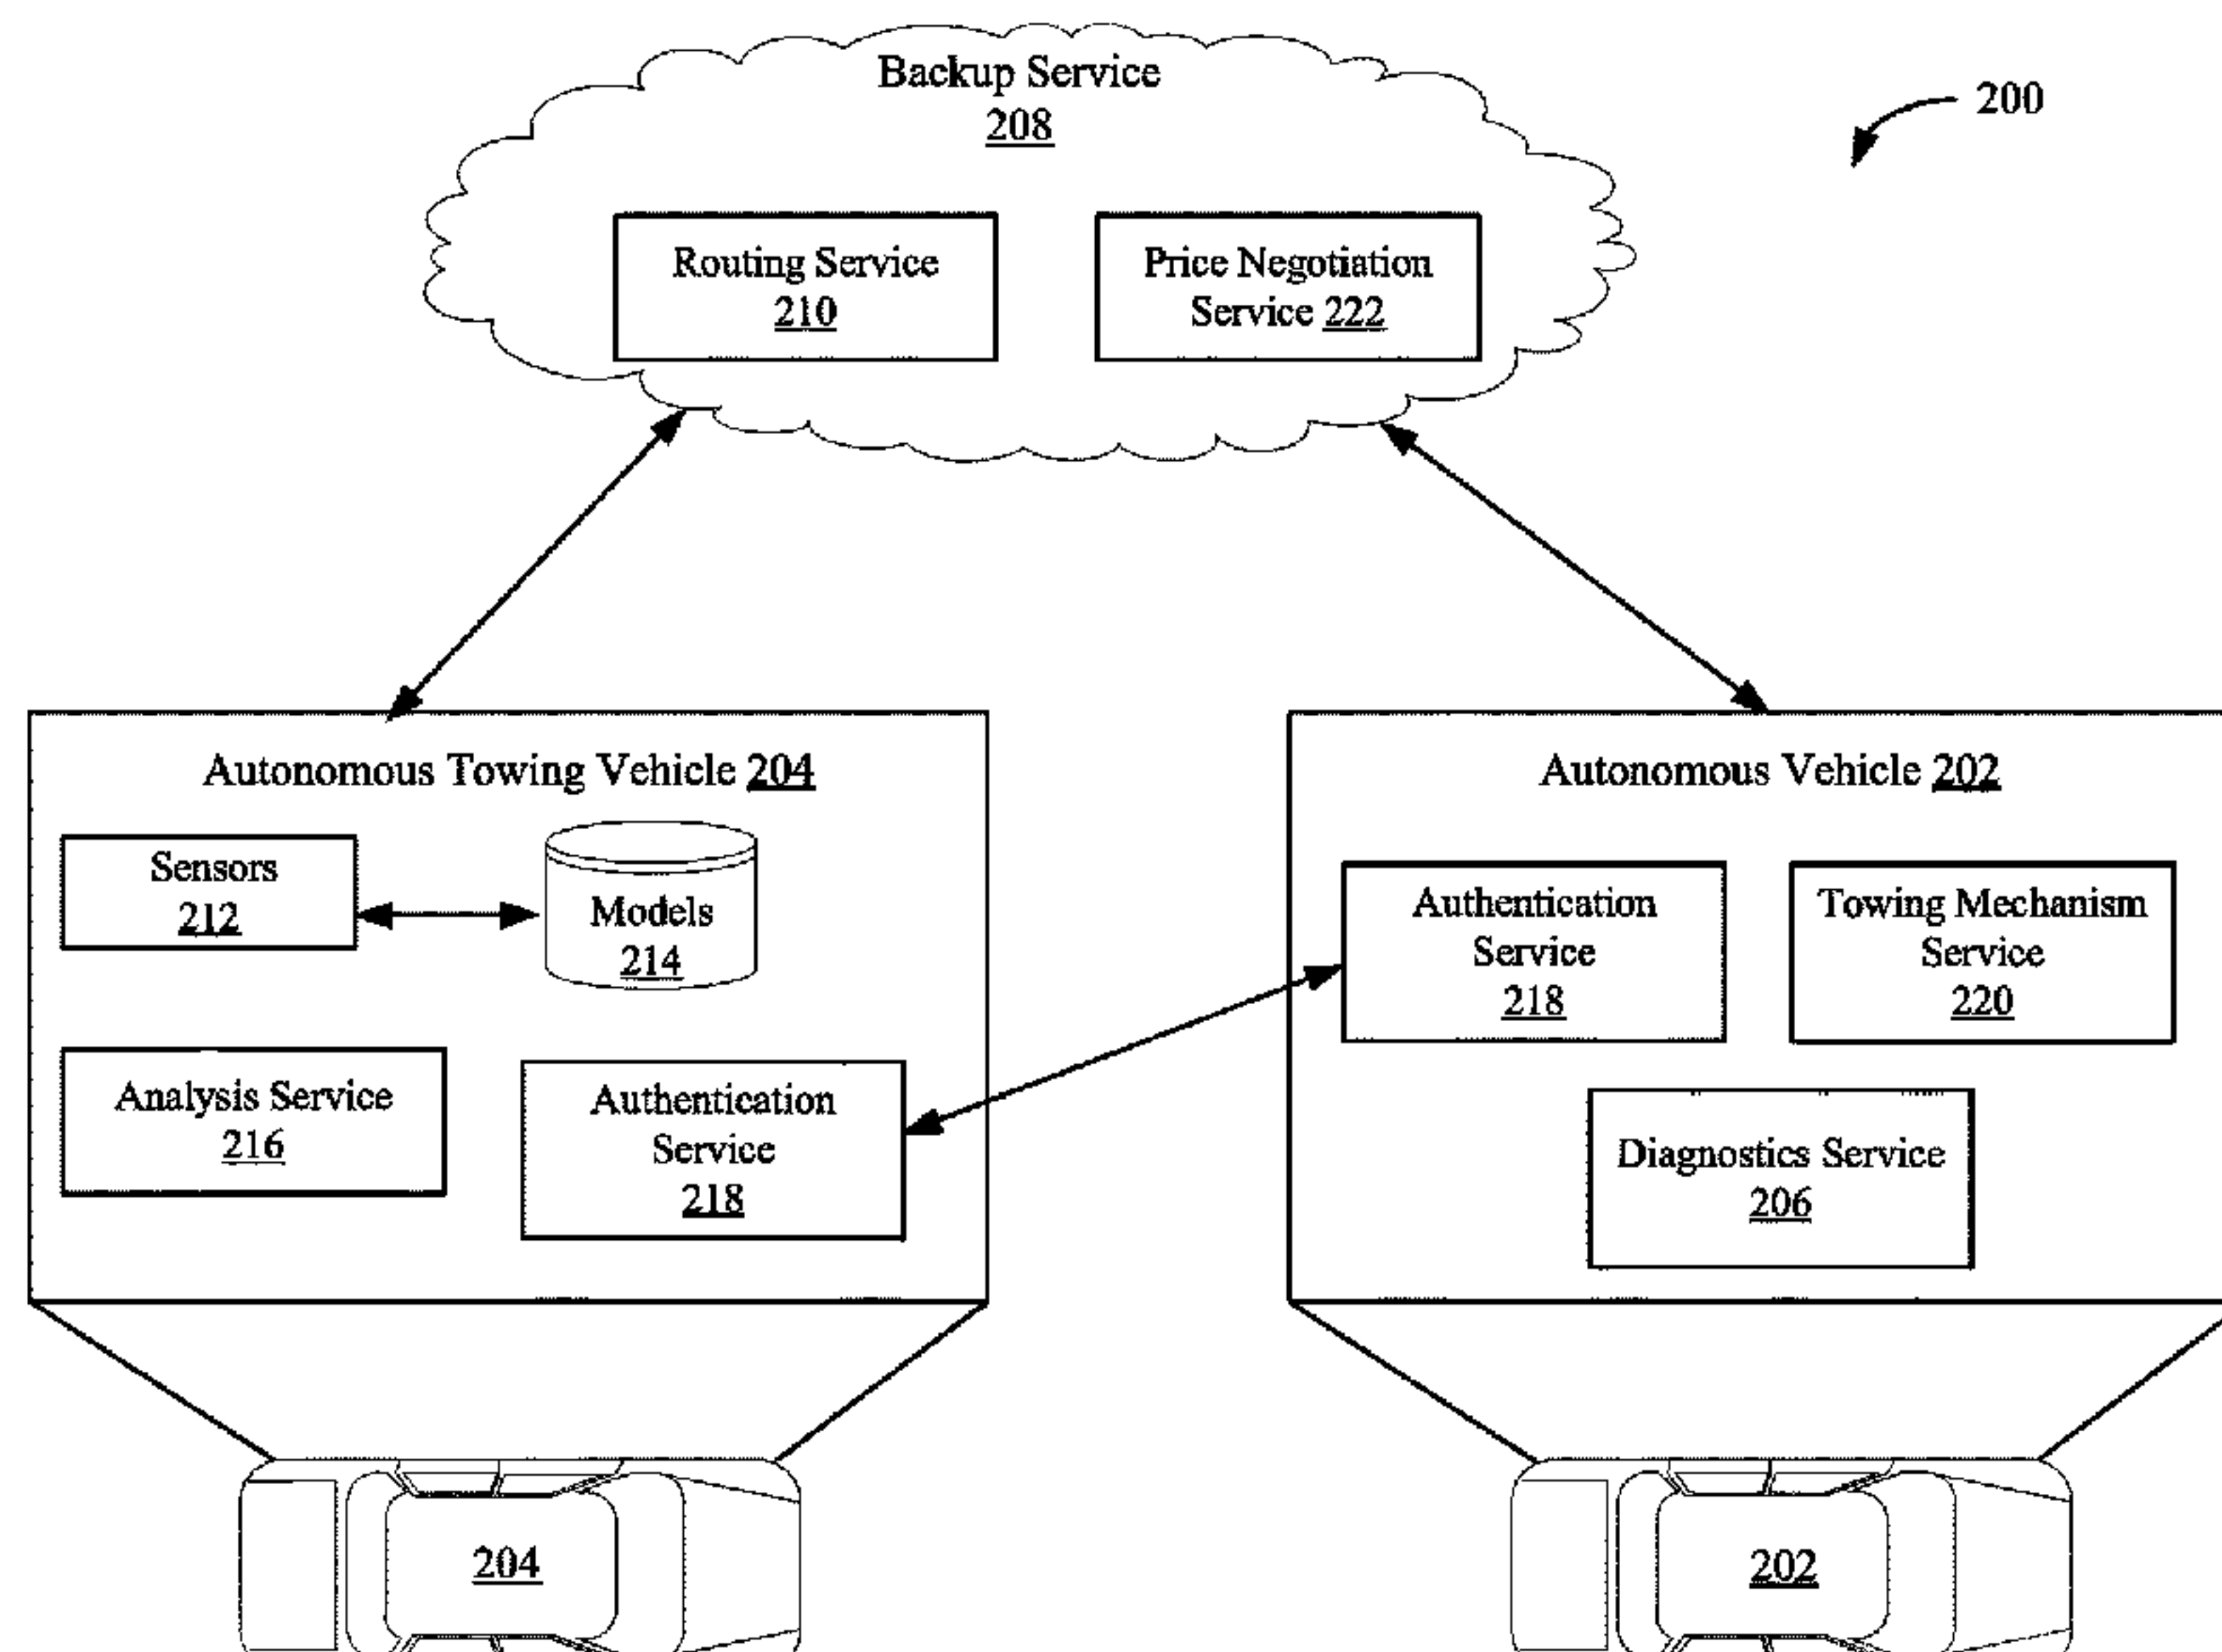 Backup Service
208
200
Routing Service
210
Price Negotiation
Service 222
Autonomous Towing Vehicle 204
Sensors
212
Models
214
Analysis Service
216
Authentication
Service
218
Autonomous Vehicle 202
Authentication
Service
218
Towing Mechanism
Service
220
Diagnostics Service
206
204
202